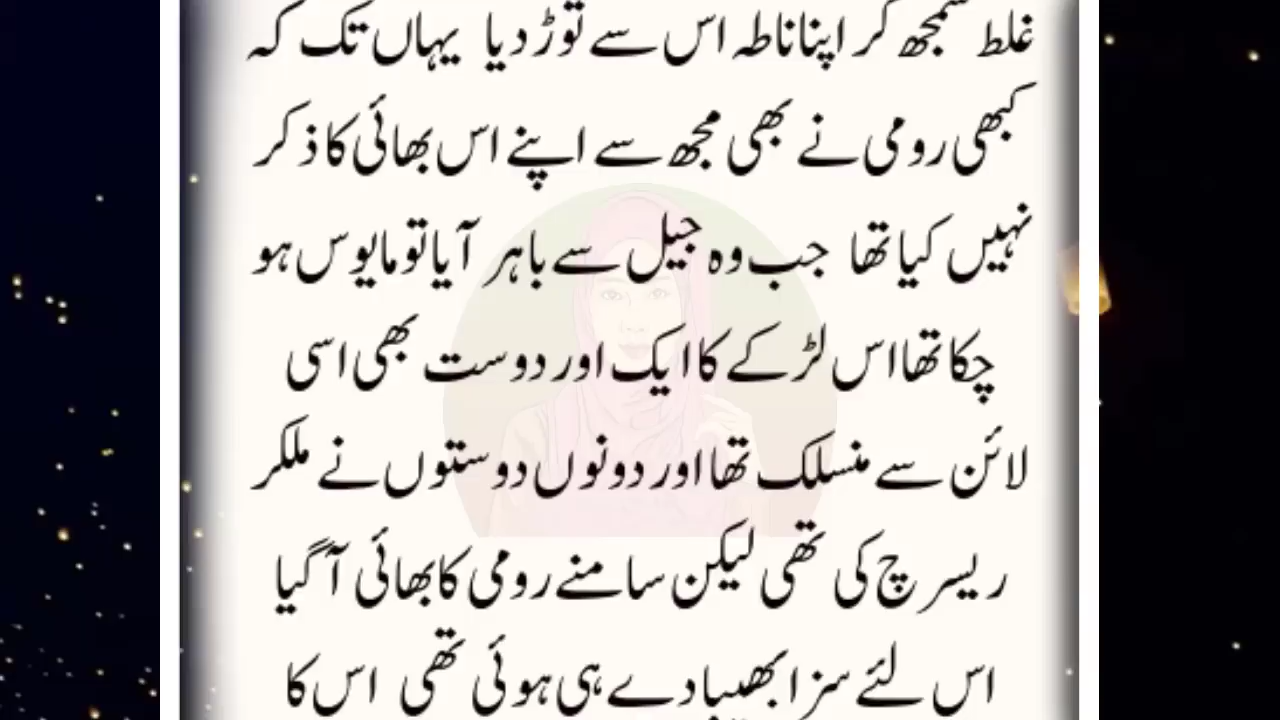 غلط سمجھ کر اپنا ناطہ اس سے توڑ دیا یہاں تک کہ
کبھی رومی نے بھی مجھ سے اپنے اس بھائی کا ذکر
نہیں کیا تھا جب وہ جیل سے باہر آیا تو مایوس ہو
چکا تھا اس لڑکے کا ایک اور دوست بھی اسی
لائن سے منسلک تھا اور دونوں دوستوں نے ملکر
ریسرچ کی تھی لیکن سامنے رومی کا بھائی آ گیا
اس لئے سزا دے ہی ہوئی تھی اس کا